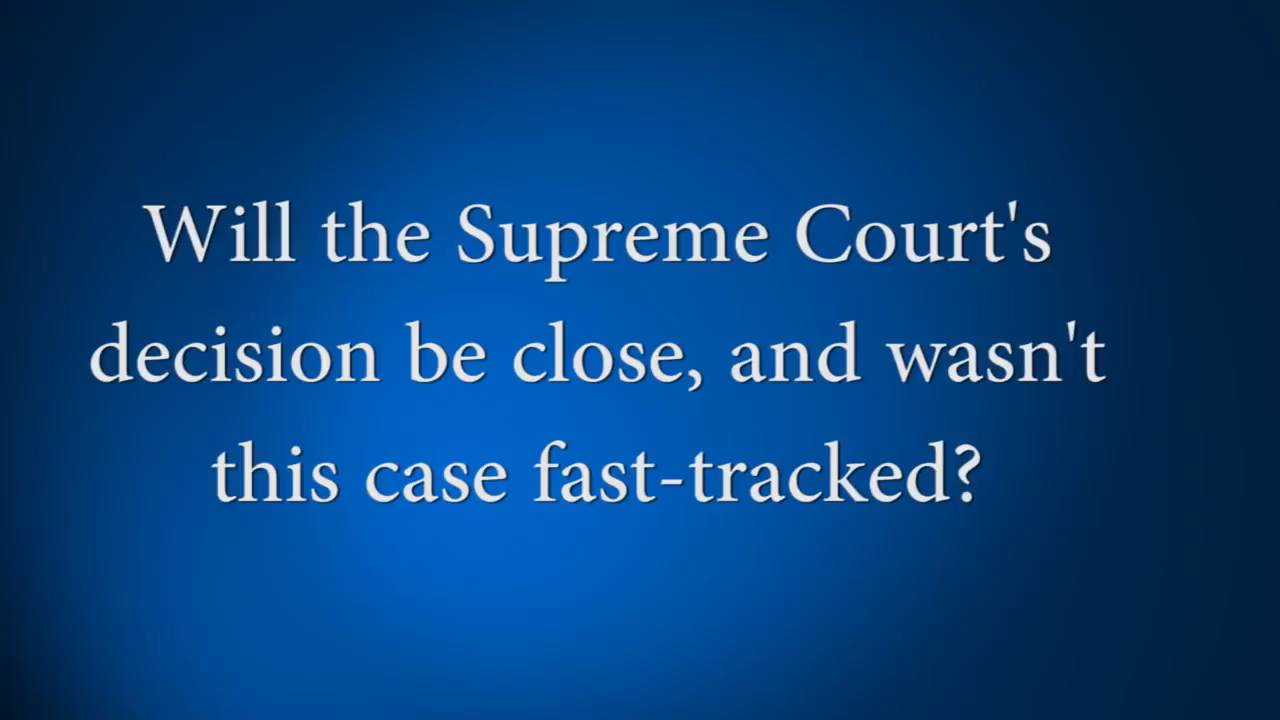 Will the Supreme Court's
decision be close, and wasn't
this case fast-tracked?